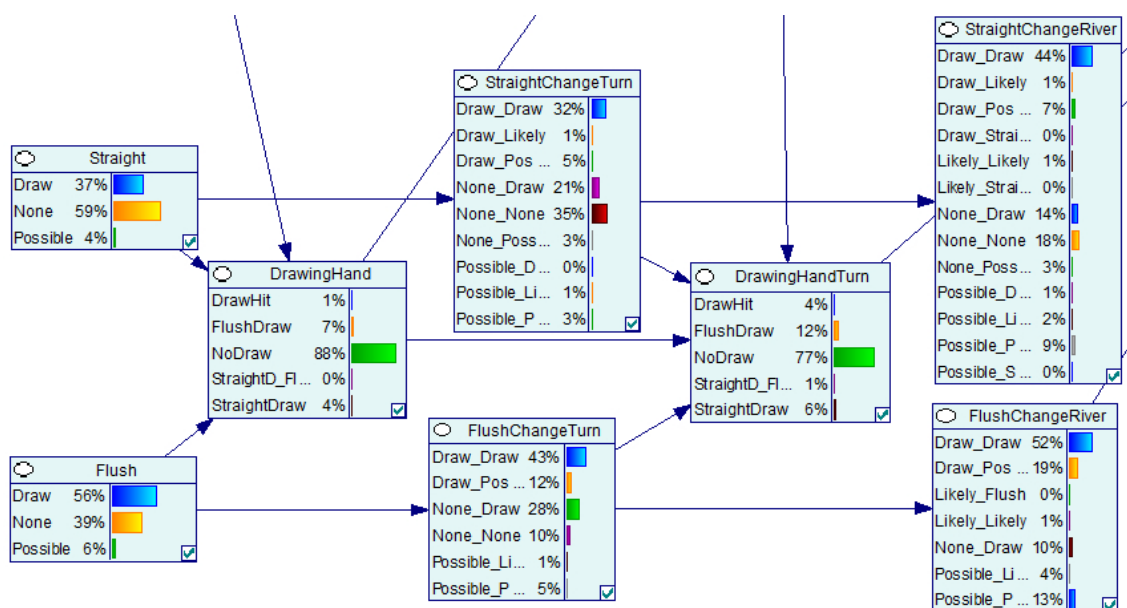 Straight
Draw 37%
None 59%
Possible 4%
Flush
Draw 56%
None 39%
Possible 6%
DrawingHand
DrawHit 1%
FlushDraw 7%
NoDraw 88%
StraightD_Fl... 0%
StraightDraw 4%
StraightChangeTurn
Draw_Draw 32%
Draw_Likely 1%
Draw_Pos ... 5%
None_Draw 21%
None_None 35%
None_Poss... 3%
Possible_D ... 0%
Possible_Li... 1%
Possible_P ... 3%
FlushChangeTurn
Draw_Draw 43%
Draw_Pos ... 12%
None_Draw 28%
None_None 10%
Possible_Li... 1%
Possible_P ... 5%
DrawingHandTurn
DrawHit 4%
FlushDraw 12%
NoDraw 77%
StraightD_Fl... 1%
StraightDraw 6%
StraightChangeRiver
Draw_Draw 44%
Draw_Likely 1%
Draw_Pos ... 7%
Draw_Strai... 0%
Likely_Likely 1%
Likely_Strai... 0%
None_Draw 14%
None_None 18%
None_Poss... 3%
Possible_D... 1%
Possible_Li... 2%
Possible_P... 9%
Possible_S ... 0%
FlushChangeRiver
Draw_Draw 52%
Draw_Pos ... 19%
Likely_Flush 0%
Likely_Likely 1%
None_Draw 10%
Possible_Li... 4%
Possible_P ... 13%